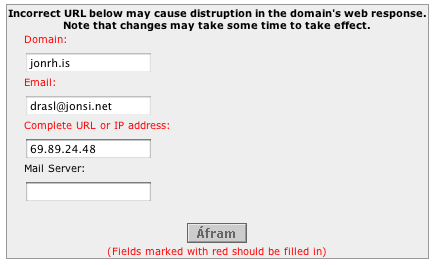 Incorrect URL below may cause distruption in the domain's web response.
Note that changes may take some time to take effect.
Domain:
jonrh.is
Email:
drasl@jonsi.net
Complete URL or IP address:
69.89.24.48
Mail Server:
Áfram
(Fields marked with red should be filled in)